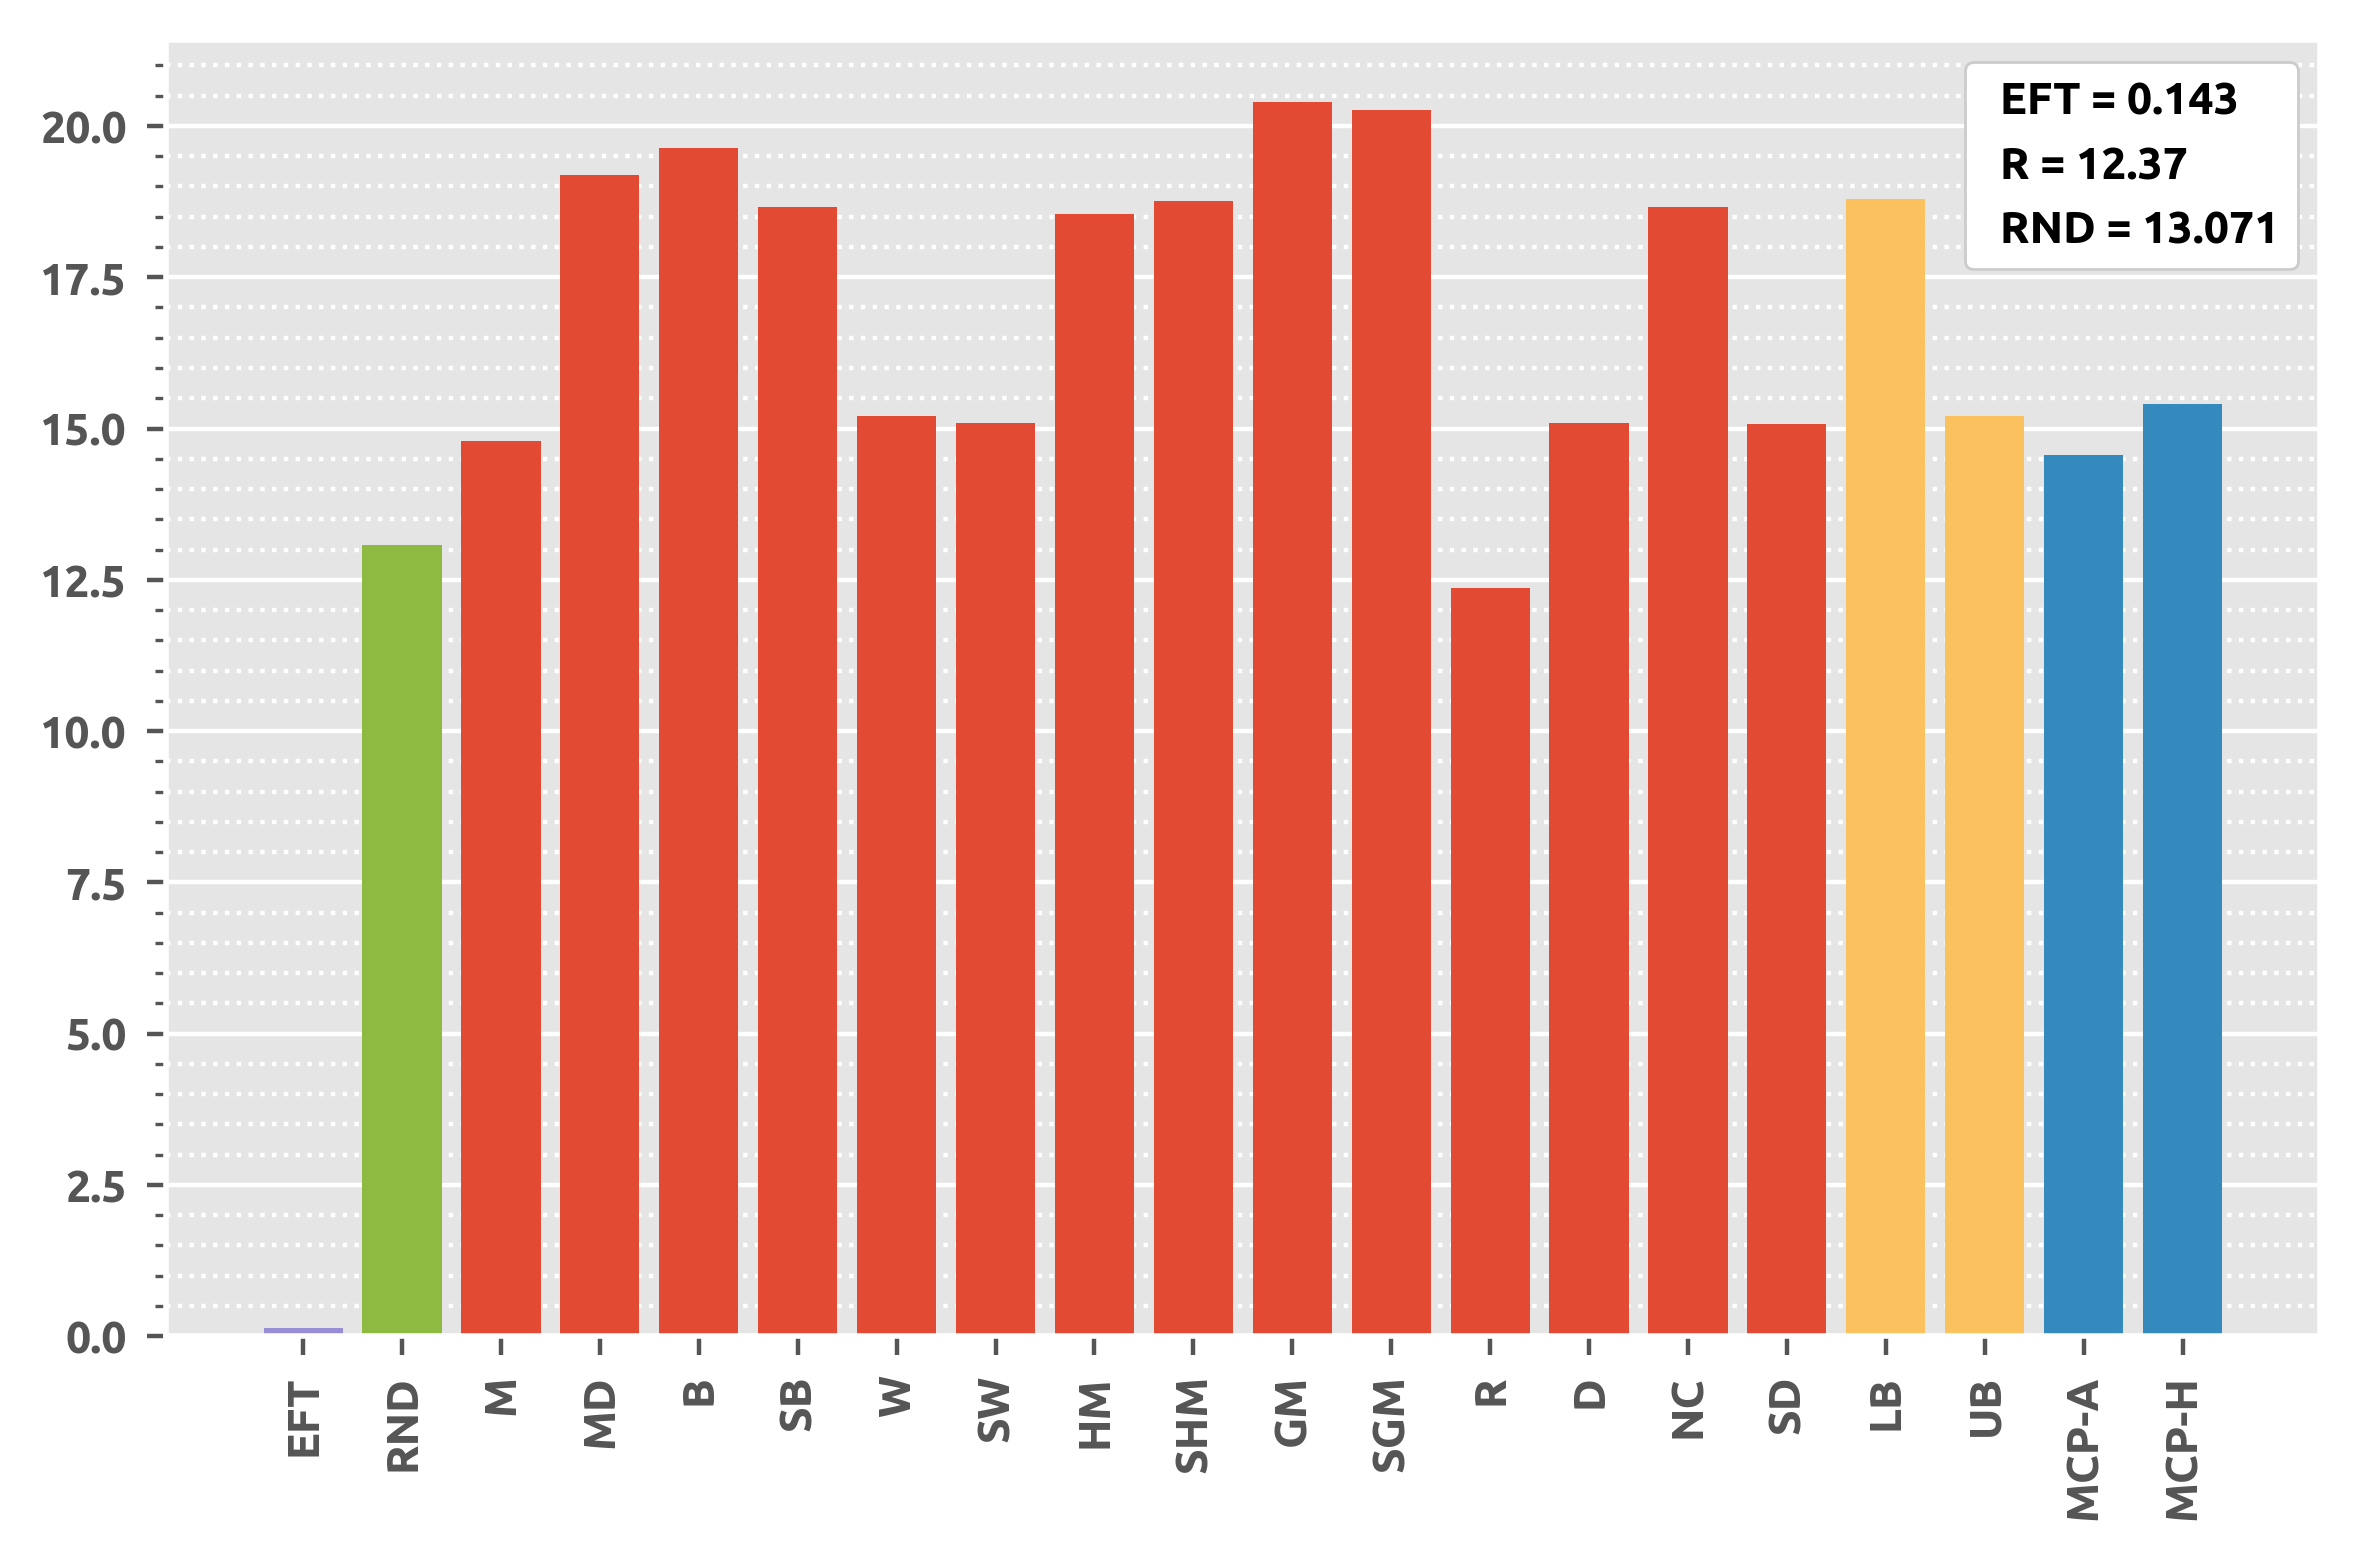 EFT = 0.143
R = 12.37
RND = 13.071
20.0
17.5
15.0
12.5
10.0
7.5
5.0
2.5
0.0
EFT
RND
M
MD
B
SB
W
SW
HM
SHM
GM
SGM
R
D
NC
SD
LB
UB
MCP-A
MCP-H